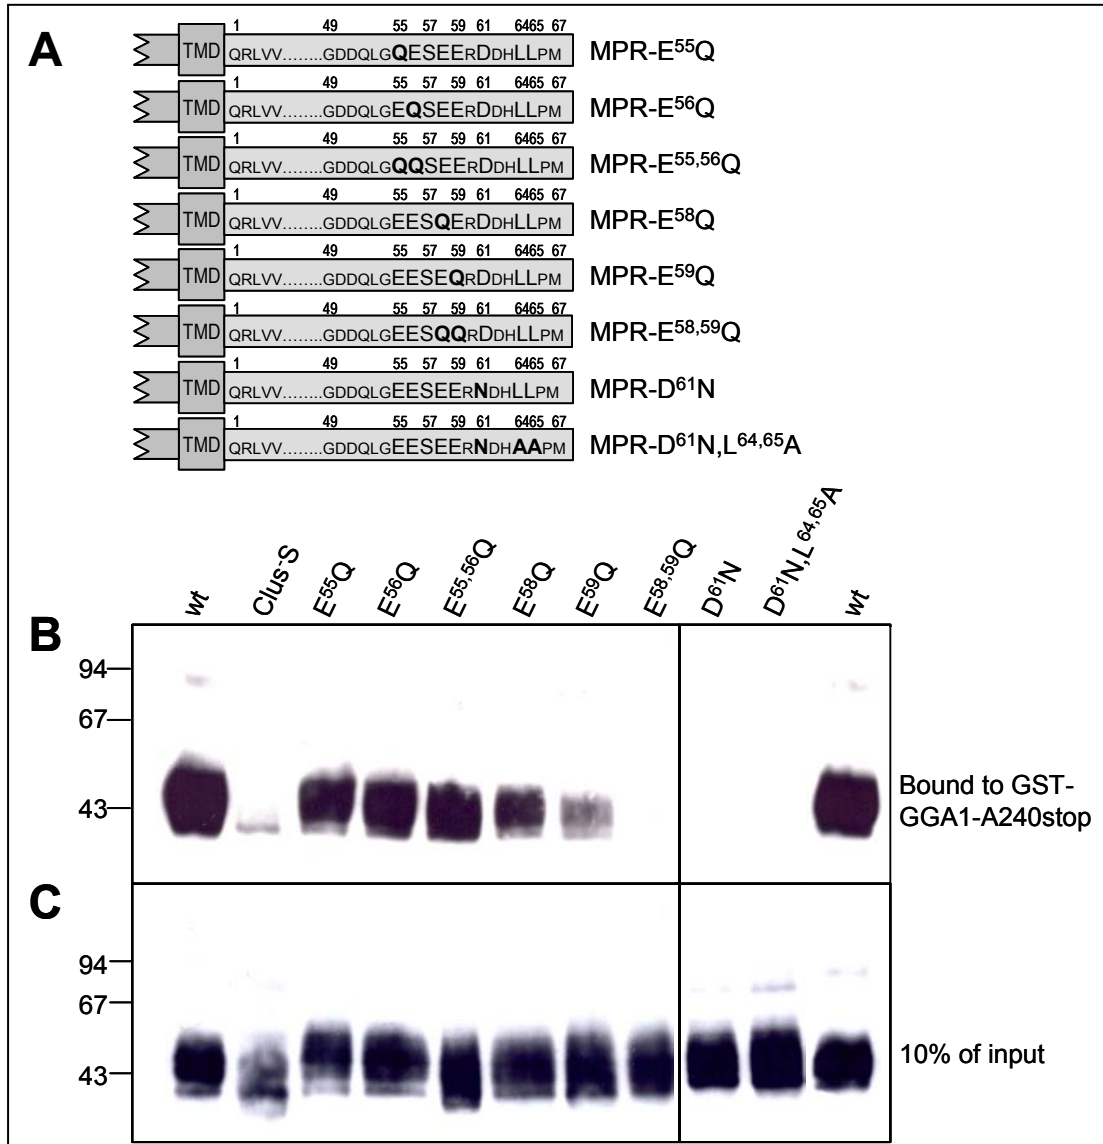 A
1 49 55 57 59 61 6465 67
TMD QRLVV........GDDQLGQESEERDDHLLPM MPR-E55Q
1 49 55 57 59 61 6465 67
TMD QRLVV........GDDQLGEQSEERDDHLLPM MPR-E56Q
1 49 55 57 59 61 6465 67
TMD QRLVV........GDDQLGQQSEERDDHLLPM MPR-E55,56Q
1 49 55 57 59 61 6465 67
TMD QRLVV........GDDQLGEESQERDDHLLPM MPR-E58Q
1 49 55 57 59 61 6465 67
TMD QRLVV........GDDQLGEESEQRDDHLLPM MPR-E59Q
1 49 55 57 59 61 6465 67
TMD QRLVV........GDDQLGEESQQRDDHLLPM MPR-E58,59Q
1 49 55 57 59 61 6465 67
TMD QRLVV........GDDQLGEESEERNDHLLPM MPR-D61N
1 49 55 57 59 61 6465 67
TMD QRLVV........GDDQLGEESEERNDHAAPM MPR-D61N,L64,65A
wt Clus-S E55Q E56Q E55,56Q E58Q E59Q E58,59Q D61N D61N,L64,65A wt
B
94
67
43
Bound to GST-
GGA1-A240stop
C
94
67
43
10% of input